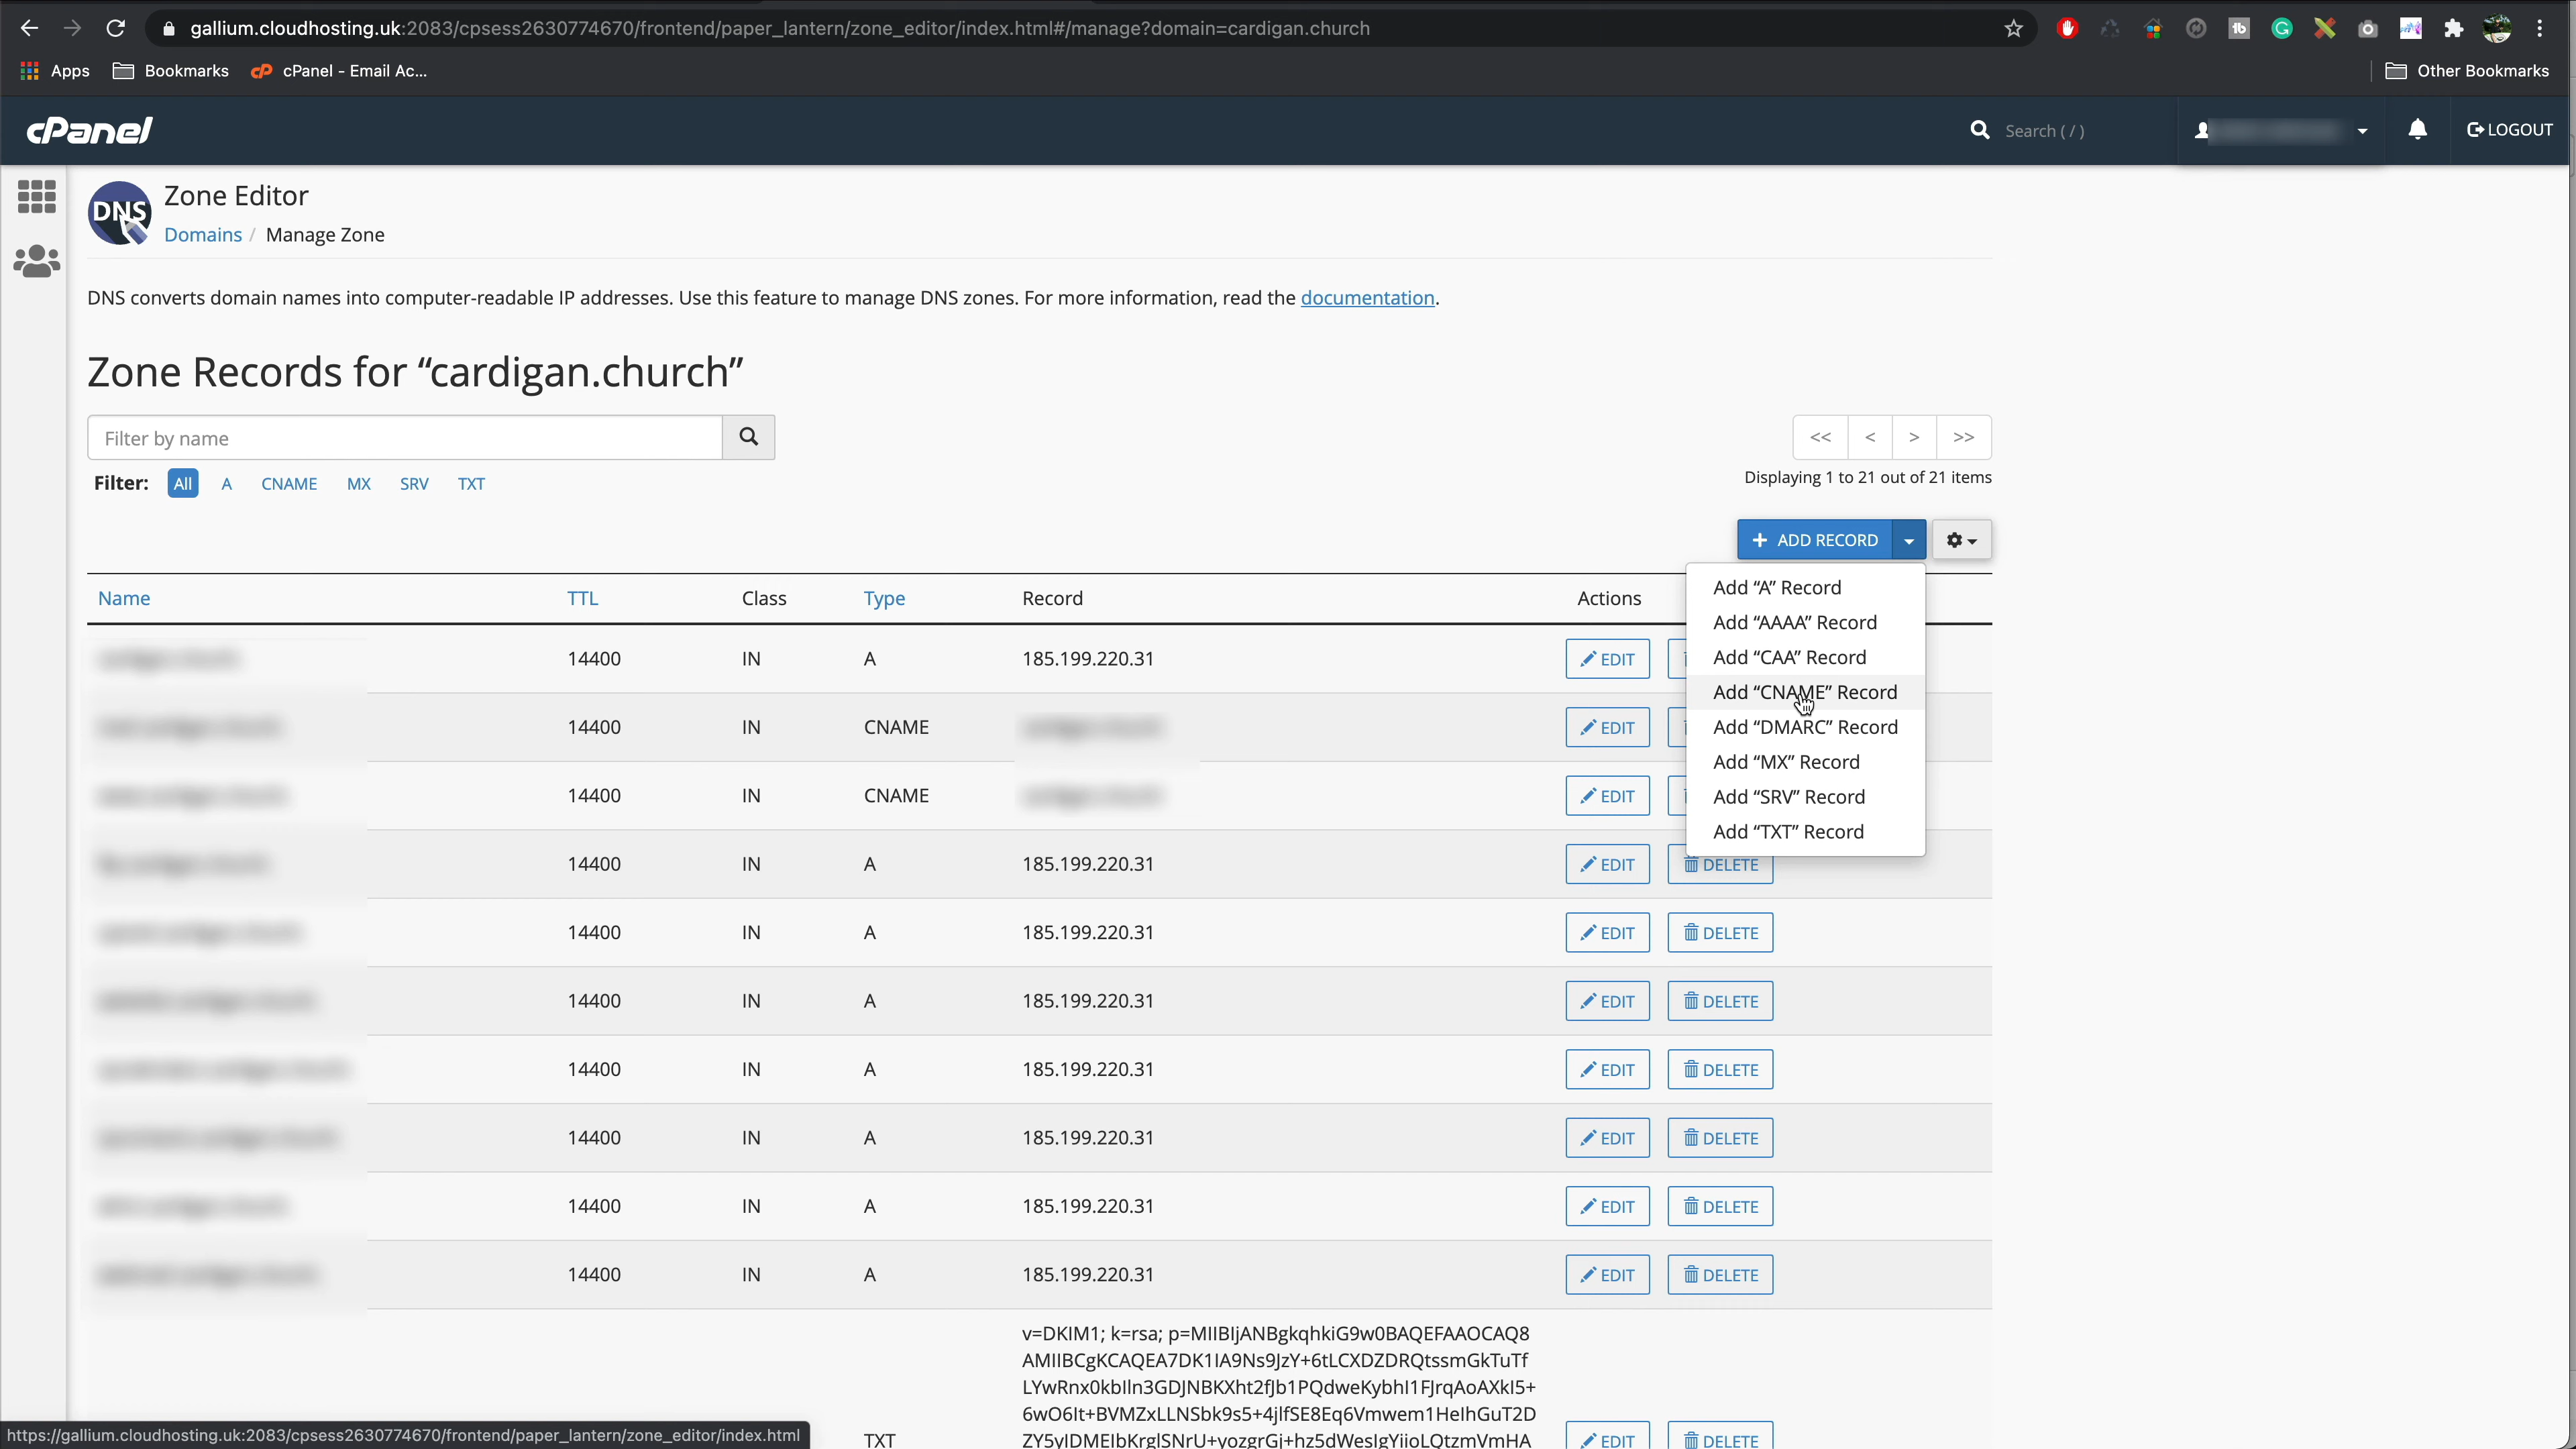 gallium.cloudhosting.uk:2083/cpsess2630774670/frontend/paper_lantern/zone_editor/index.html#/manage?domain=cardigan.church
Apps Bookmarks cP cPanel - Email Ac... Other Bookmarks
cPanel Search ( / ) LOGOUT
DNS
Zone Editor
Domains / Manage Zone
DNS converts domain names into computer-readable IP addresses. Use this feature to manage DNS zones. For more information, read the documentation.
Zone Records for “cardigan.church”
Filter by name << < > >>
Displaying 1 to 21 out of 21 items
Filter: All A CNAME MX SRV TXT
+ ADD RECORD
Add “A” Record
Add “AAAA” Record
Add “CAA” Record
Add “CNAME” Record
Add “DMARC” Record
Add “MX” Record
Add “SRV” Record
Add “TXT” Record
Name TTL Class Type Record Actions
14400 IN A 185.199.220.31 EDIT
14400 IN CNAME EDIT
14400 IN CNAME EDIT
14400 IN A 185.199.220.31 EDIT DELETE
14400 IN A 185.199.220.31 EDIT DELETE
14400 IN A 185.199.220.31 EDIT DELETE
14400 IN A 185.199.220.31 EDIT DELETE
14400 IN A 185.199.220.31 EDIT DELETE
14400 IN A 185.199.220.31 EDIT DELETE
14400 IN A 185.199.220.31 EDIT DELETE
v=DKIM1; k=rsa;
TXT EDIT DELETE
https://gallium.cloudhosting.uk:2083/cpsess2630774670/frontend/paper_lantern/zone_editor/index.html